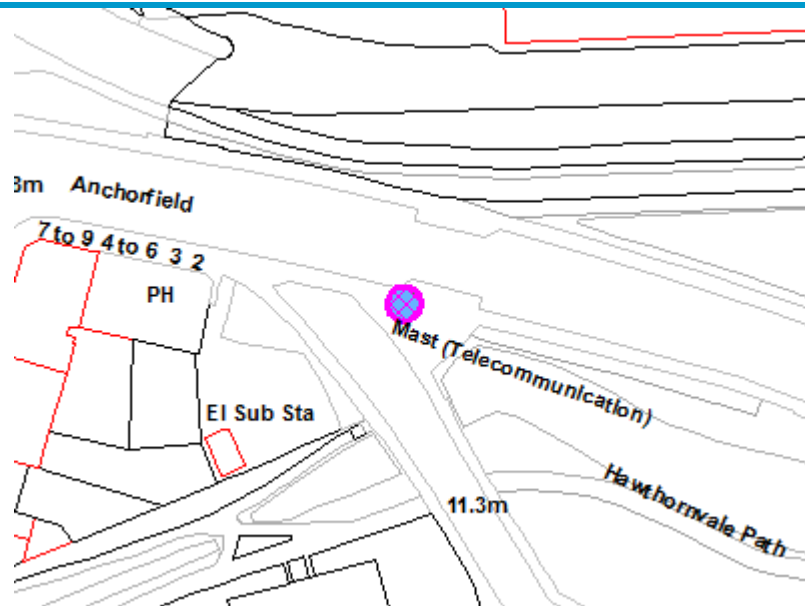 3m Anchorfield
7 to 9 4 to 6 3 2
PH
Mast (Telecommunication)
El Sub Sta
Hawthornvale Path
11.3m